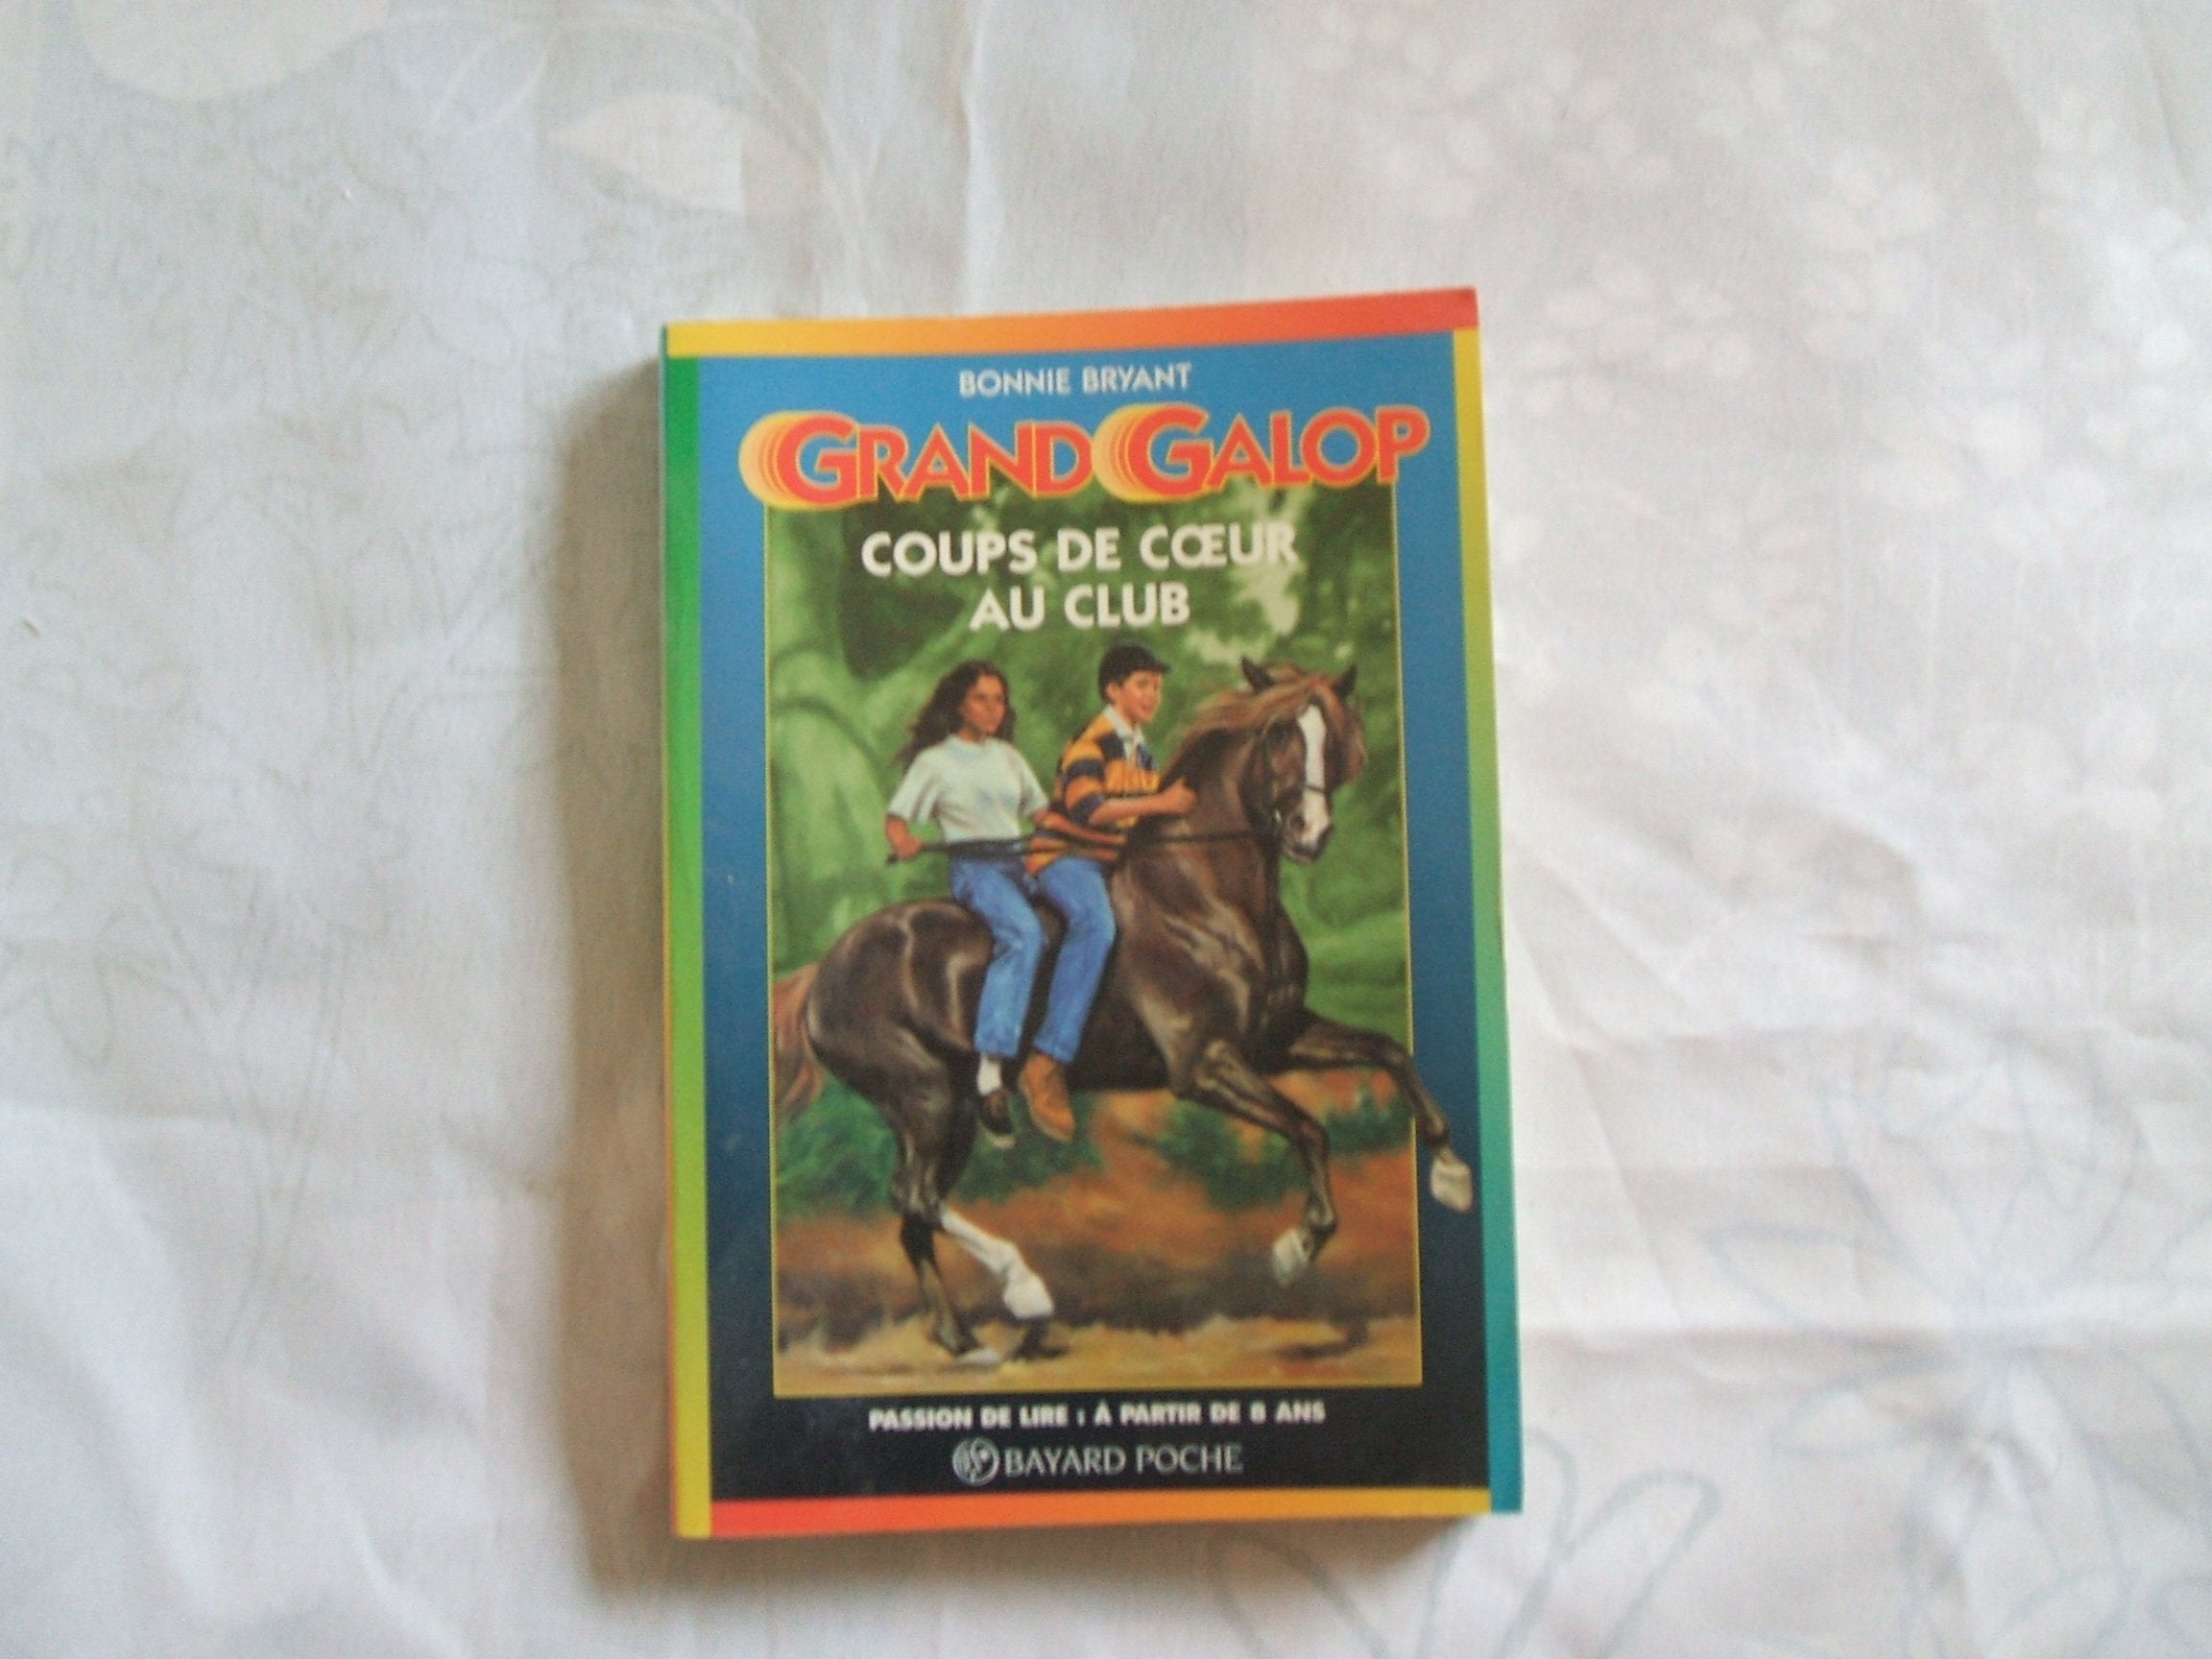 BONNIE BRYANT
GRAND GALOP
COUPS DE CŒUR
AU CLUB
PASSION DE LIRE : À PARTIR DE 8 ANS
BAYARD POCHE